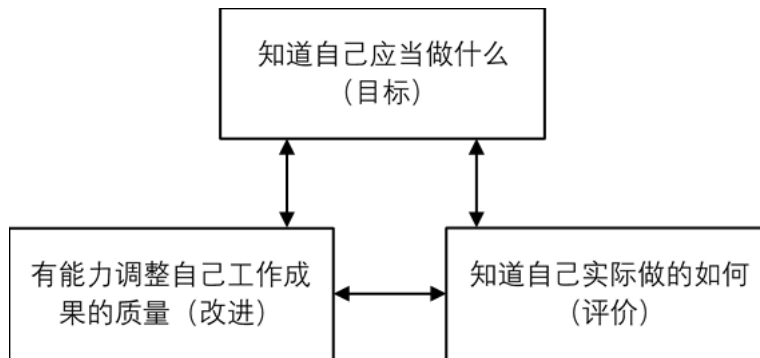 知道自己应当做什么
（目标）
有能力调整自己工作成
果的质量（改进）
知道自己实际做的如何
（评价）